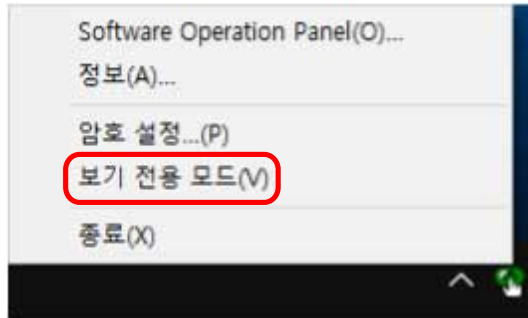 Software Operation Panel(O)...
정보(A)...
암호 설정...(P)
보기 전용 모드(V)
종료(X)